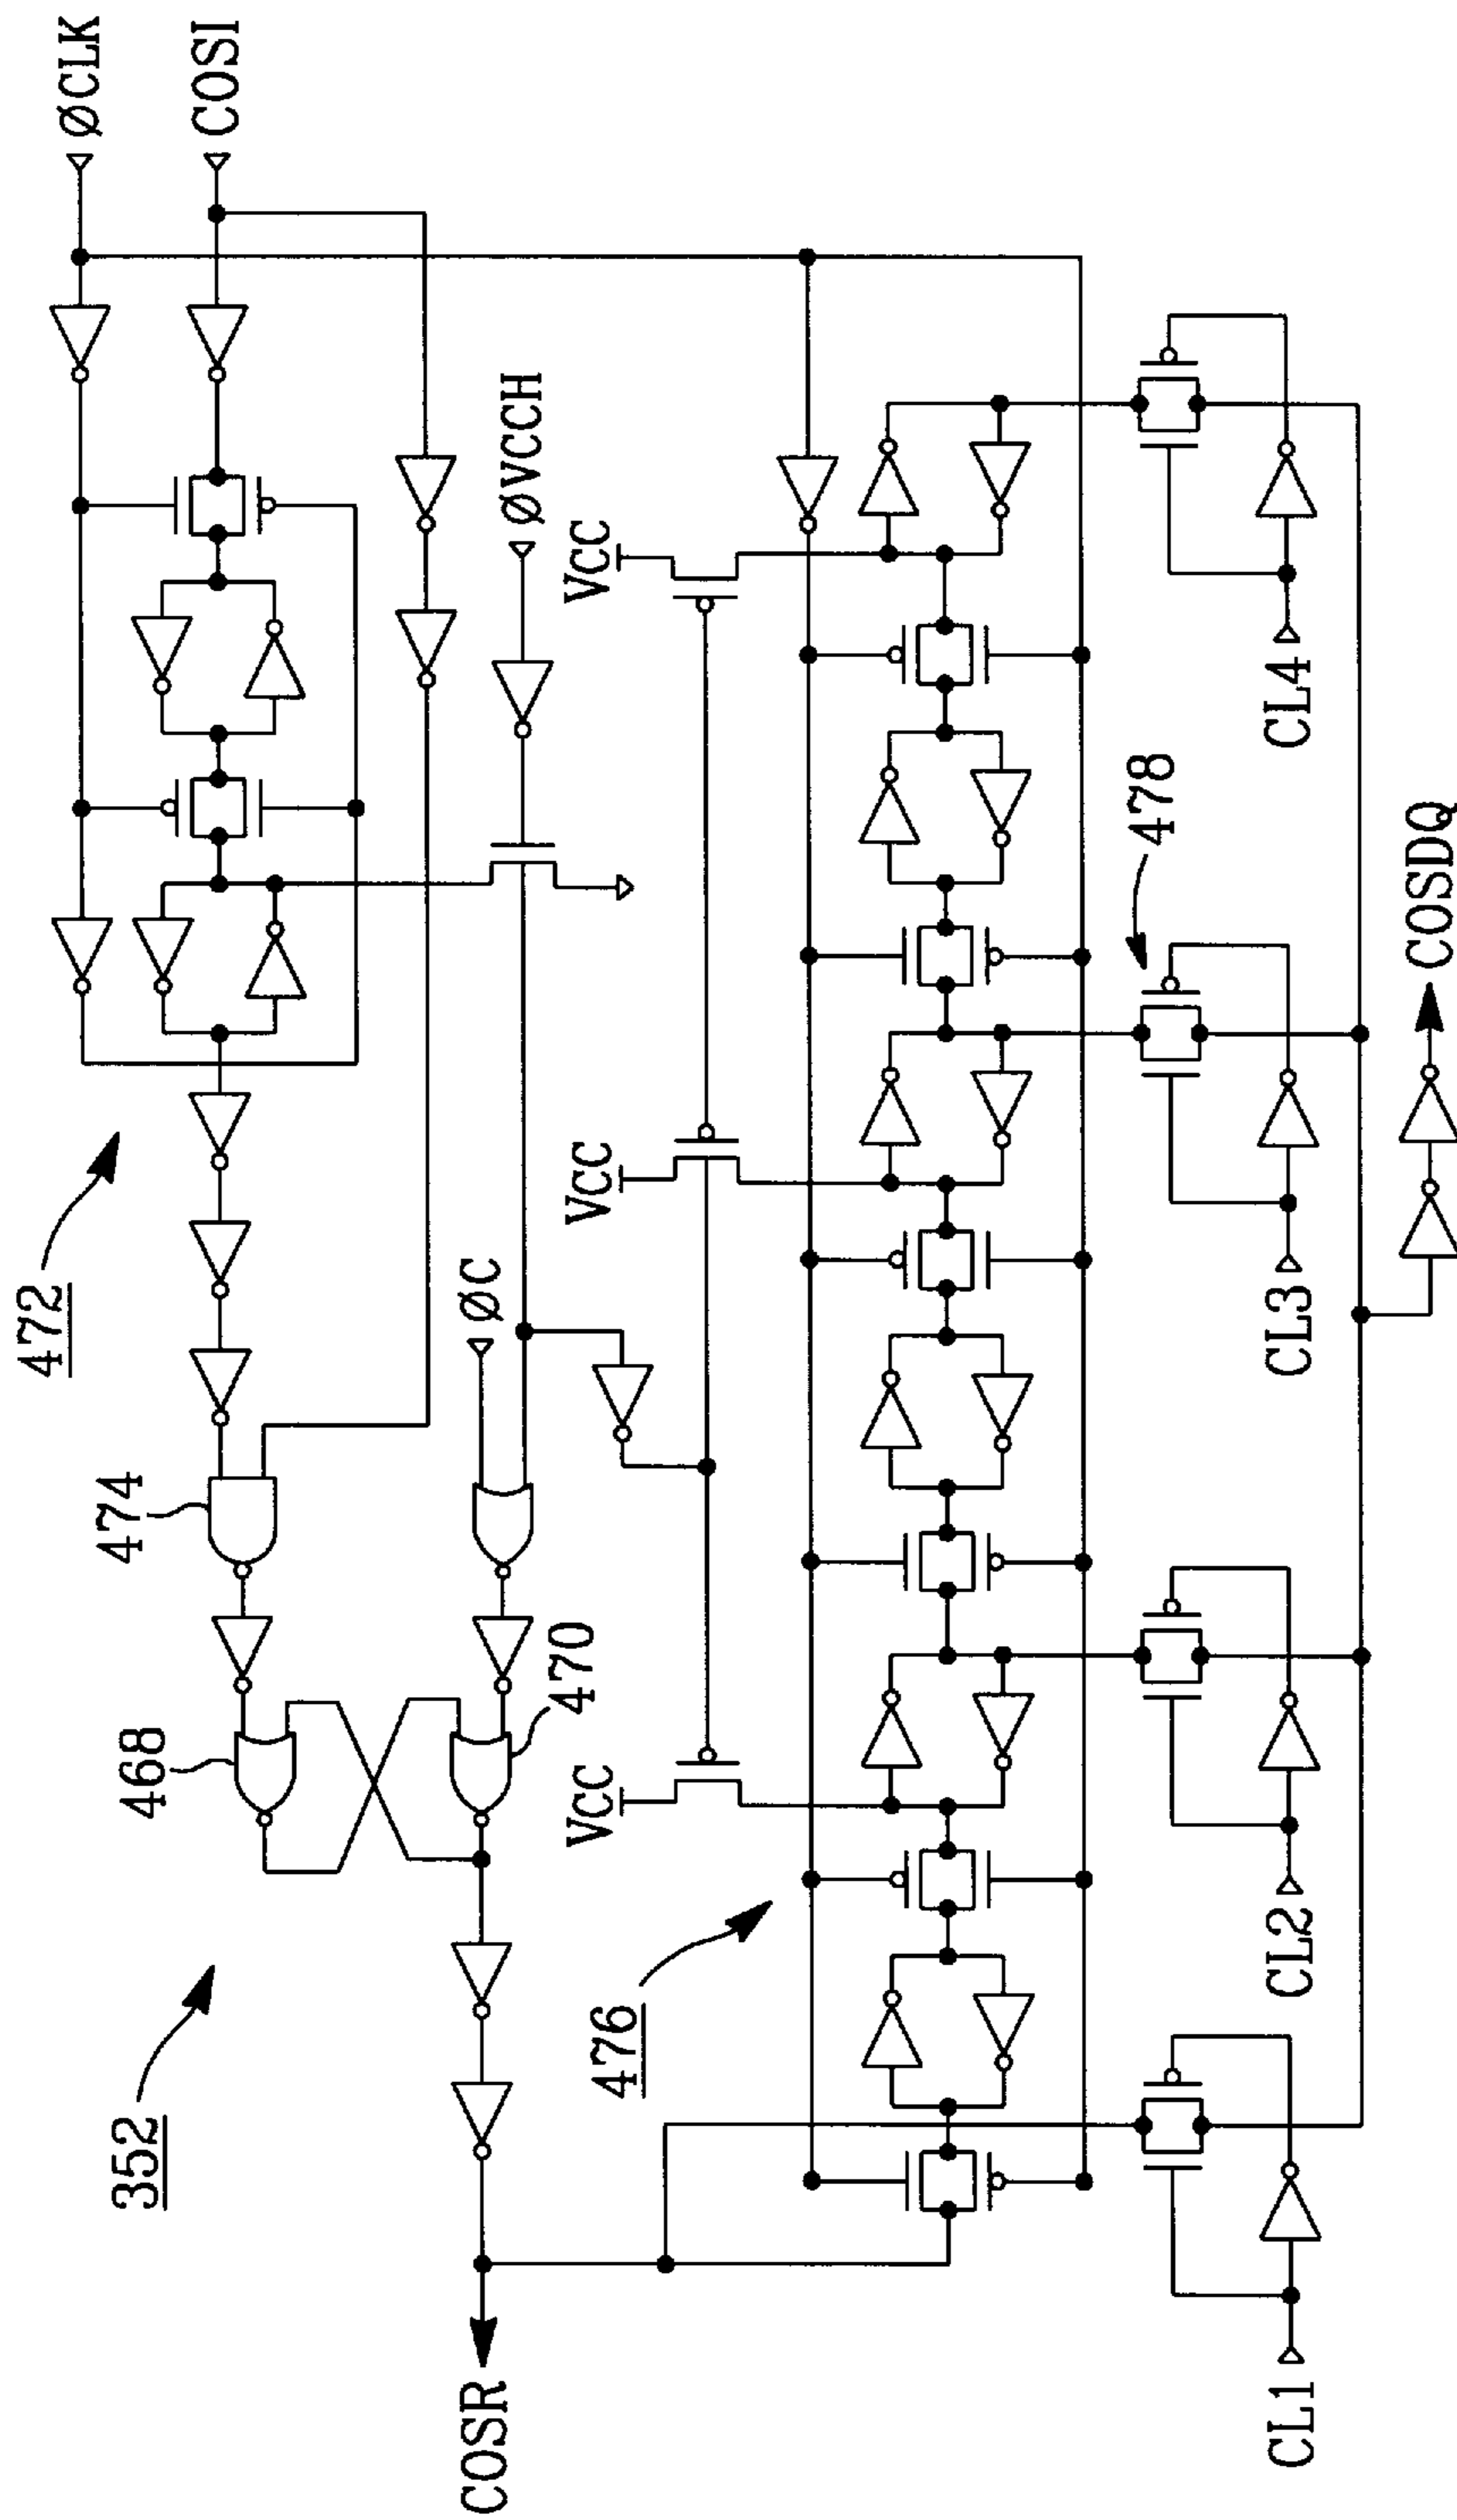 ØCLK
COSI
472
474
468
352
ØVCCH
ØC
470
COSR
Vcc
Vcc
Vcc
476
478
CL4
CL3
CL2
CL1
COSDQ